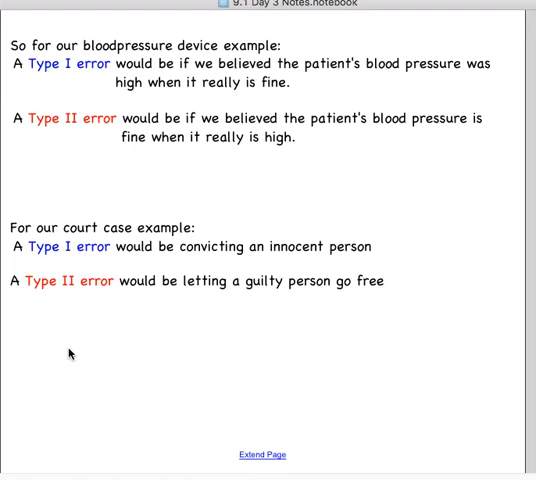 9.1 Day 3 Notes.notebook
So for our bloodpressure device example:
A Type I error would be if we believed the patient's blood pressure was
high when it really is fine.
A Type II error would be if we believed the patient's blood pressure is
fine when it really is high.
For our court case example:
A Type I error would be convicting an innocent person
A Type II error would be letting a guilty person go free
Extend Page